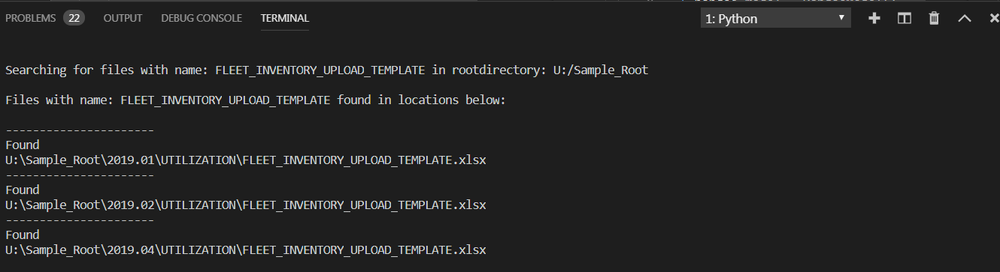 PROBLEMS 22 OUTPUT DEBUG CONSOLE TERMINAL 1: Python
Searching for files with name: FLEET_INVENTORY_UPLOAD_TEMPLATE in rootdirectory: U:/Sample_Root
Files with name: FLEET_INVENTORY_UPLOAD_TEMPLATE found in locations below:
----------------------
Found
U:\Sample_Root\2019.01\UTILIZATION\FLEET_INVENTORY_UPLOAD_TEMPLATE.xlsx
----------------------
Found
U:\Sample_Root\2019.02\UTILIZATION\FLEET_INVENTORY_UPLOAD_TEMPLATE.xlsx
----------------------
Found
U:\Sample_Root\2019.04\UTILIZATION\FLEET_INVENTORY_UPLOAD_TEMPLATE.xlsx